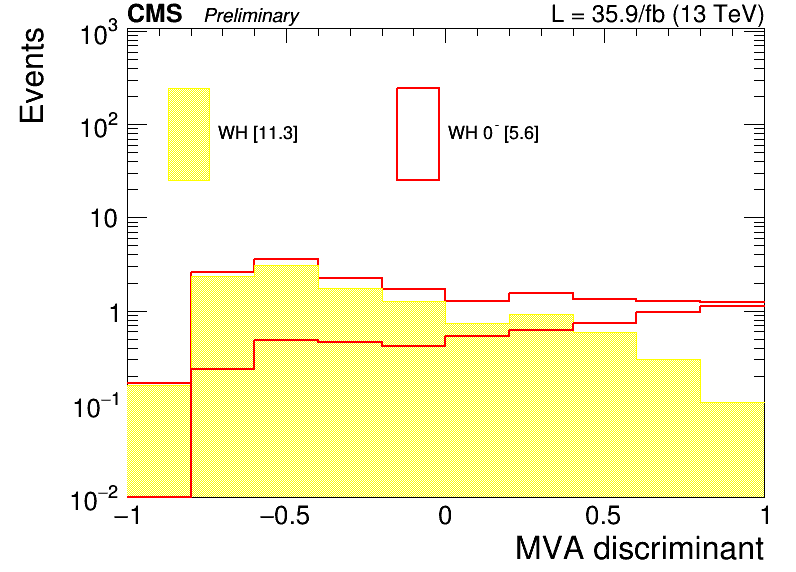 CMS Preliminary L = 35.9/fb (13 TeV)
Events
10³
10²
10
1
10⁻¹
10⁻²
WH [11.3]
WH 0⁻ [5.6]
−1 −0.5 0 0.5 1
MVA discriminant